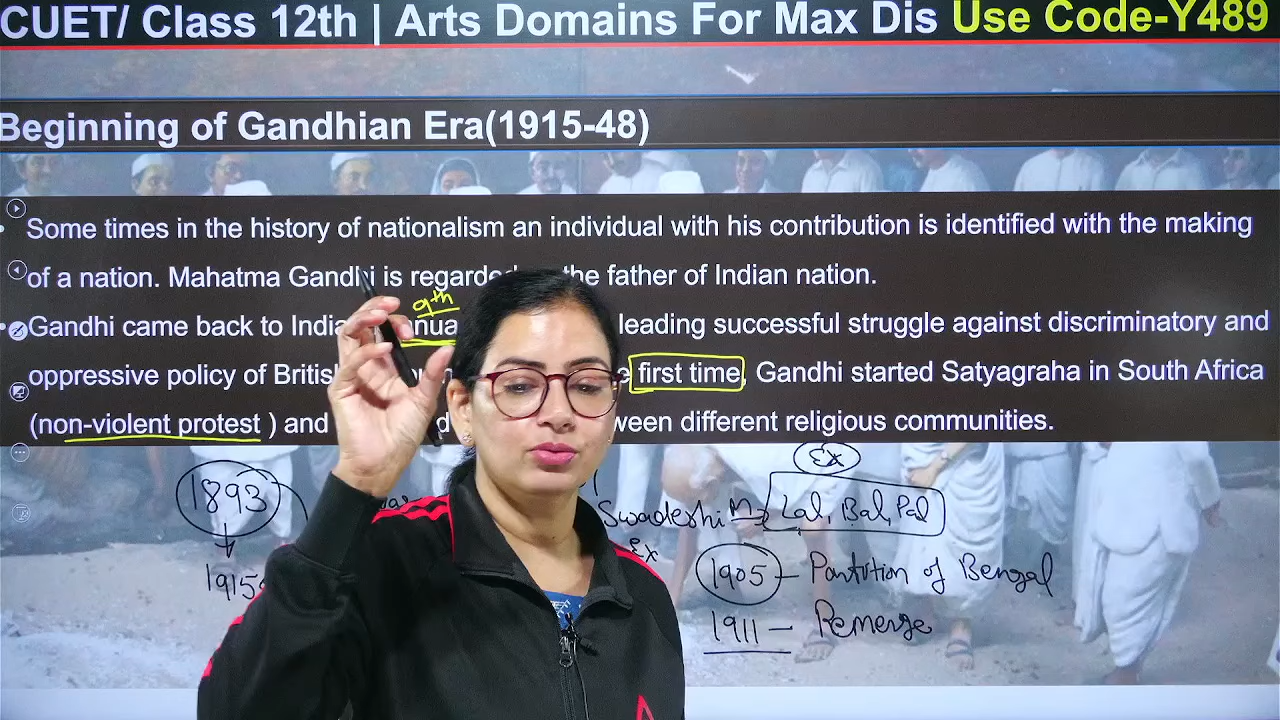 CUET/ Class 12th | Arts Domains For Max Dis Use Code-Y489
Beginning of Gandhian Era(1915-48)
Some times in the history of nationalism an individual with his contribution is identified with the making
of a nation. Mahatma Gandhi is regarded the father of Indian nation.
9th
Gandhi came back to India leading successful struggle against discriminatory and
oppressive policy of British first time, Gandhi started Satyagraha in South Africa
(non-violent protest ) and different religious communities.
Ex
1893
Swadeshi M Lal, Bal, Pal
Ex
1905 - Partution of Bengal
1915
1911 - Remerge